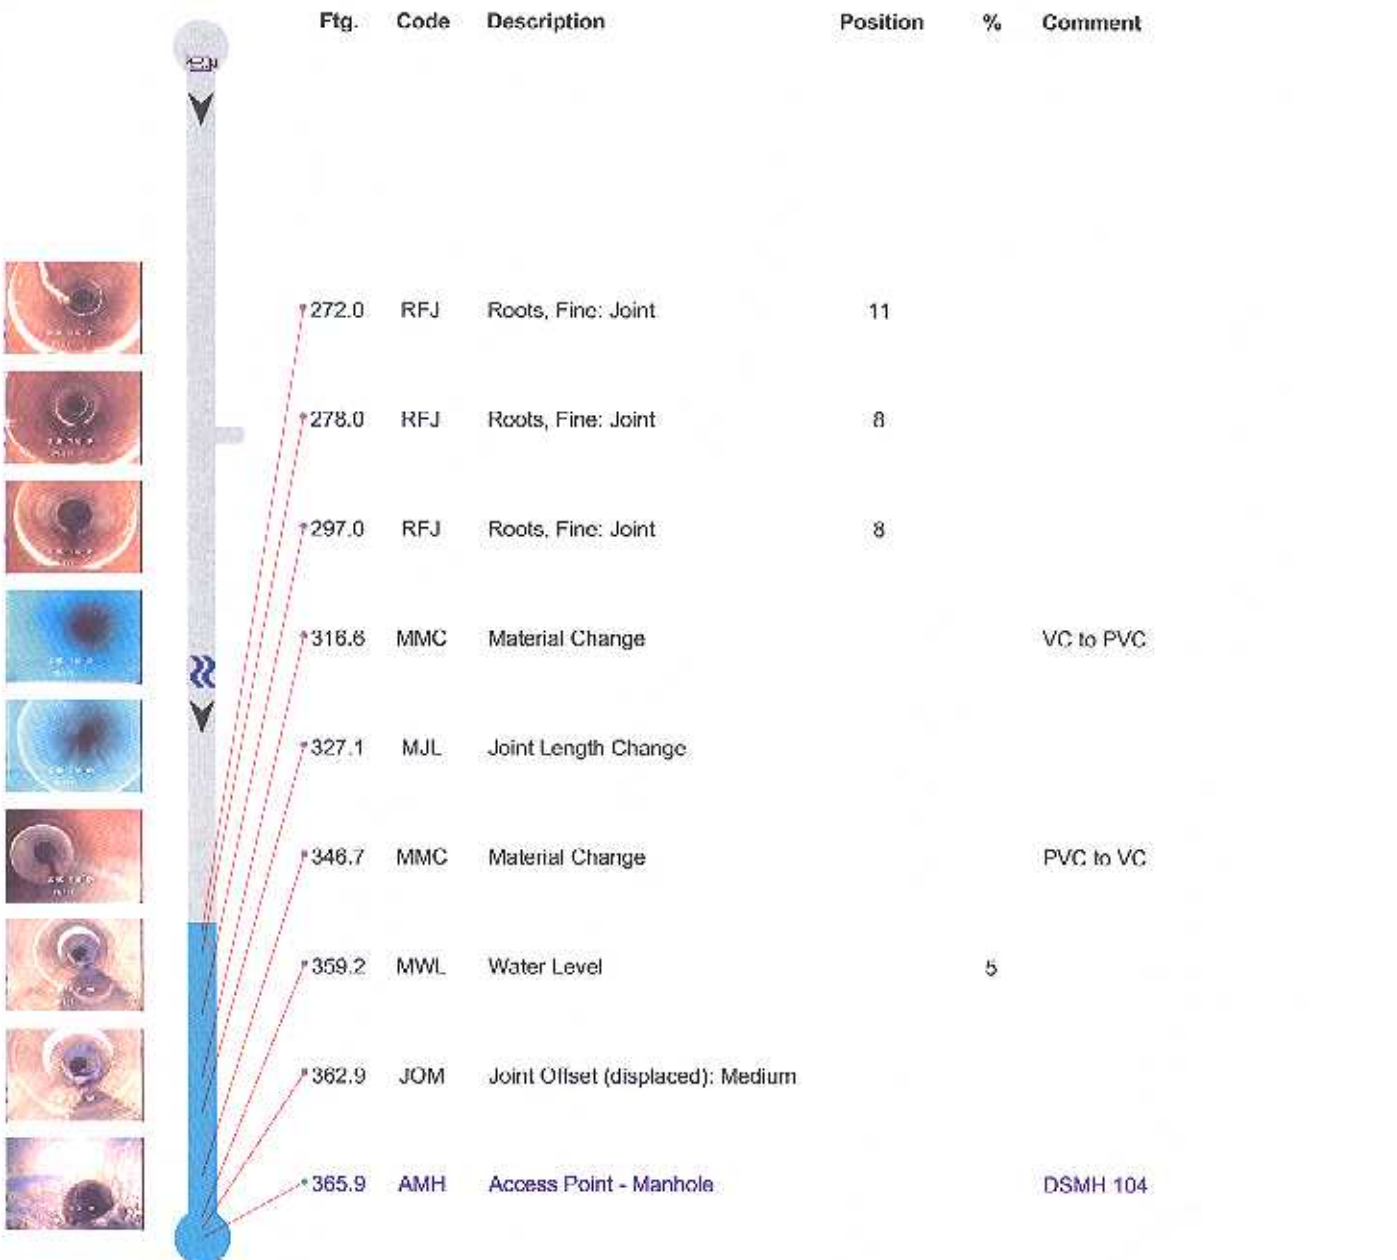 Ftg. Code Description Position % Comment
272.0 RFJ Roots, Fine: Joint 11
278.0 RFJ Roots, Fine: Joint 8
297.0 RFJ Roots, Fine: Joint 8
316.6 MMC Material Change VC to PVC
327.1 MJL Joint Length Change
346.7 MMC Material Change PVC to VC
359.2 MWL Water Level 5
362.9 JOM Joint Offset (displaced): Medium
365.9 AMH Access Point - Manhole DSMH 104